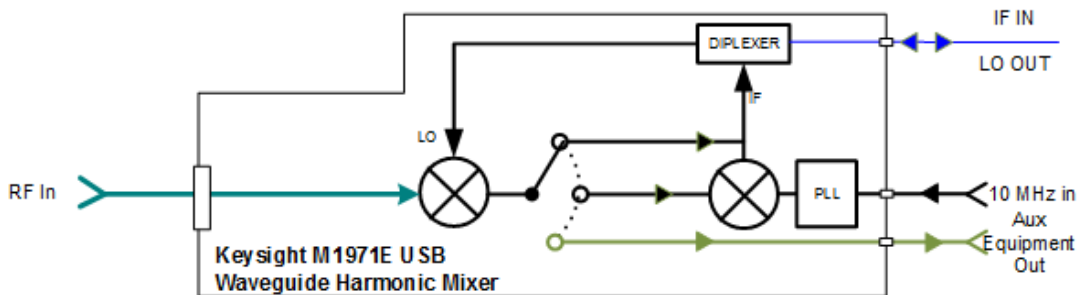 IF IN
DIPLEXER
LO OUT
IF
LO
RF In
PLL
10 MHz in
Aux
Equipment
Out
Keysight M1971E USB
Waveguide Harmonic Mixer